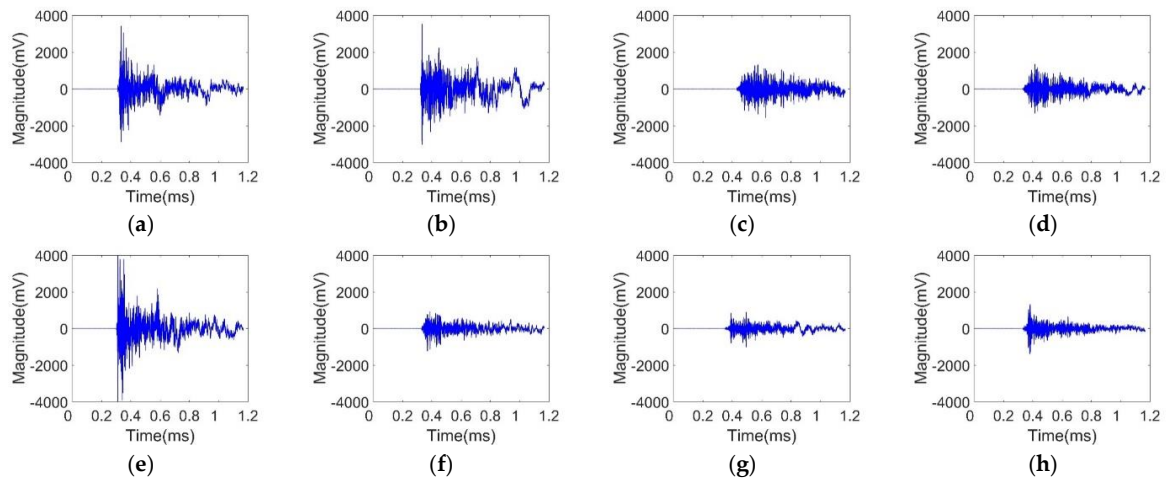 4000 4000 4000 4000
2000 2000 2000 2000
0 0 0 0
-2000 -2000 -2000 -2000
-4000 -4000 -4000 -4000
Magnitude(mV) Magnitude(mV) Magnitude(mV) Magnitude(mV)
0 0.2 0.4 0.6 0.8 1 1.2 0 0.2 0.4 0.6 0.8 1 1.2 0 0.2 0.4 0.6 0.8 1 1.2 0 0.2 0.4 0.6 0.8 1 1.2
Time(ms) Time(ms) Time(ms) Time(ms)
(a) (b) (c) (d)
4000 4000 4000 4000
2000 2000 2000 2000
0 0 0 0
-2000 -2000 -2000 -2000
-4000 -4000 -4000 -4000
Magnitude(mV) Magnitude(mV) Magnitude(mV) Magnitude(mV)
0 0.2 0.4 0.6 0.8 1 1.2 0 0.2 0.4 0.6 0.8 1 1.2 0 0.2 0.4 0.6 0.8 1 1.2 0 0.2 0.4 0.6 0.8 1 1.2
Time(ms) Time(ms) Time(ms) Time(ms)
(e) (f) (g) (h)